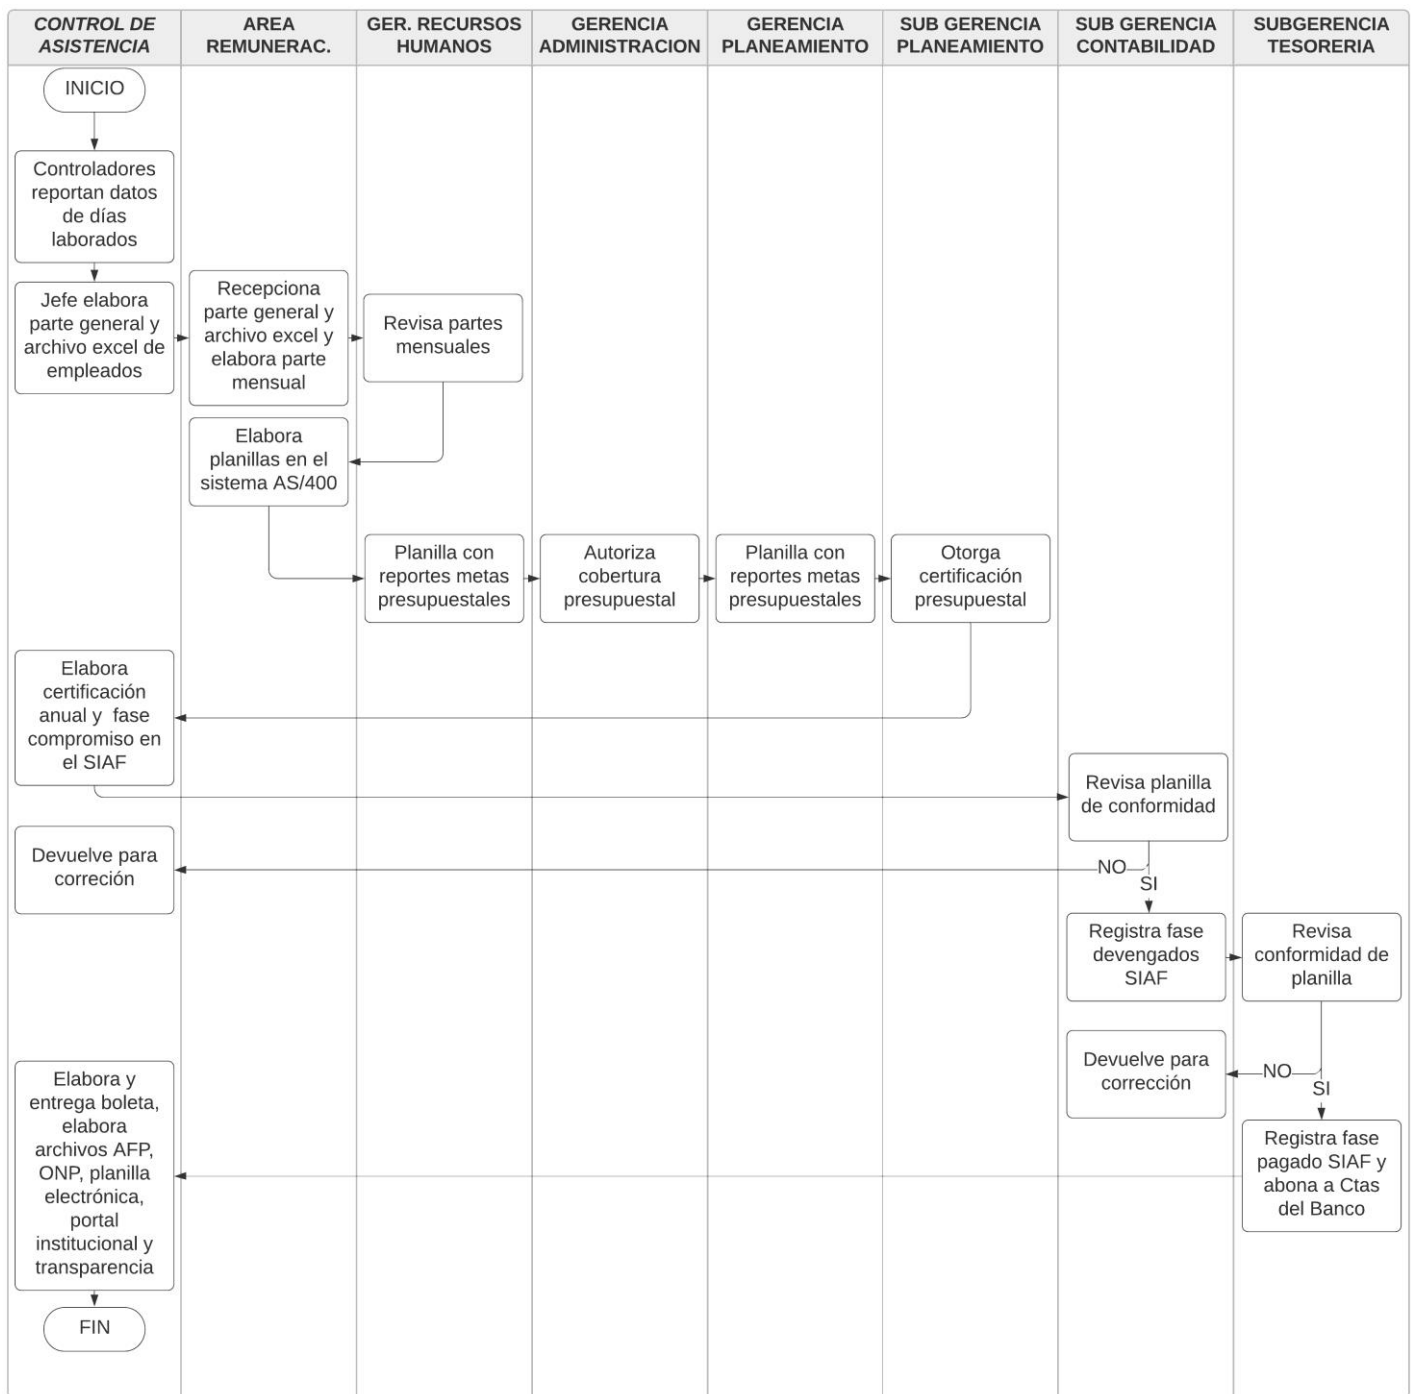 CONTROL DE
ASISTENCIA
AREA
REMUNERAC.
GER. RECURSOS
HUMANOS
GERENCIA
ADMINISTRACION
GERENCIA
PLANEAMIENTO
SUB GERENCIA
PLANEAMIENTO
SUB GERENCIA
CONTABILIDAD
SUBGERENCIA
TESORERIA
INICIO
Controladores
reportan datos
de días
laborados
Jefe elabora
parte general y
archivo excel de
empleados
Recepciona
parte general y
archivo excel y
elabora parte
mensual
Revisa partes
mensuales
Elabora
planillas en el
sistema AS/400
Planilla con
reportes metas
presupuestales
Autoriza
cobertura
presupuestal
Planilla con
reportes metas
presupuestales
Otorga
certificación
presupuestal
Elabora
certificación
anual y fase
compromiso en
el SIAF
Revisa planilla
de conformidad
Devuelve para
correción
NO
SI
Registra fase
devengados
SIAF
Revisa
conformidad de
planilla
Devuelve para
corrección
NO
SI
Registra fase
pagado SIAF y
abona a Ctas
del Banco
Elabora y
entrega boleta,
elabora
archivos AFP,
ONP, planilla
electrónica,
portal
institucional y
transparencia
FIN